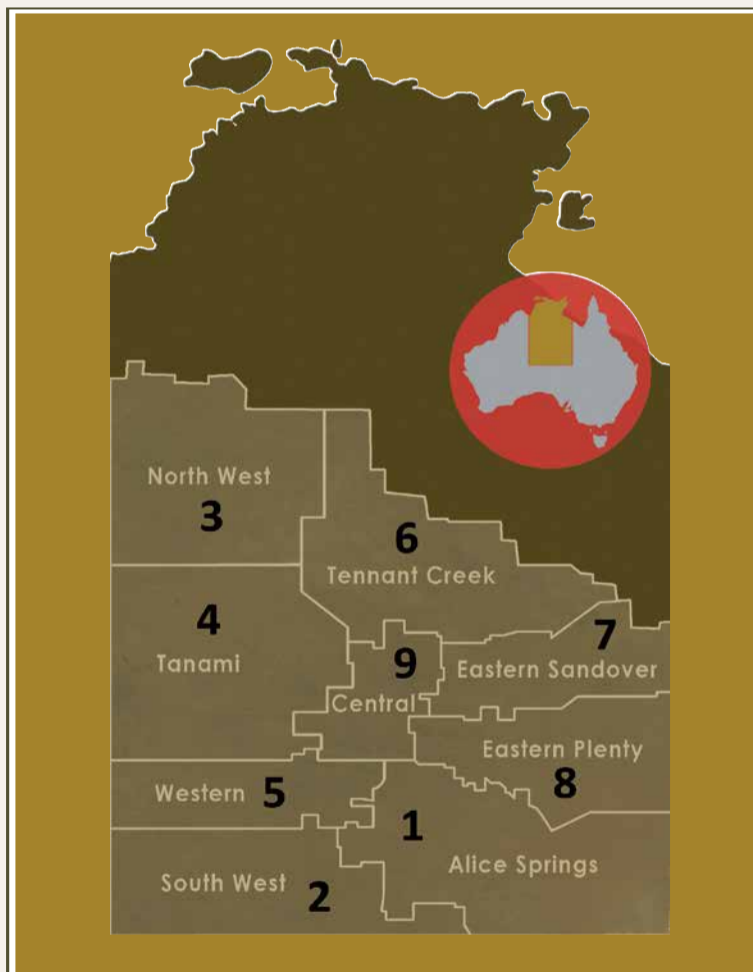 North West
3
6
Tennant Creek
4
Tanami
7
Eastern Sandover
9
Central
Eastern Plenty
8
Western 5
1
Alice Springs
South West
2